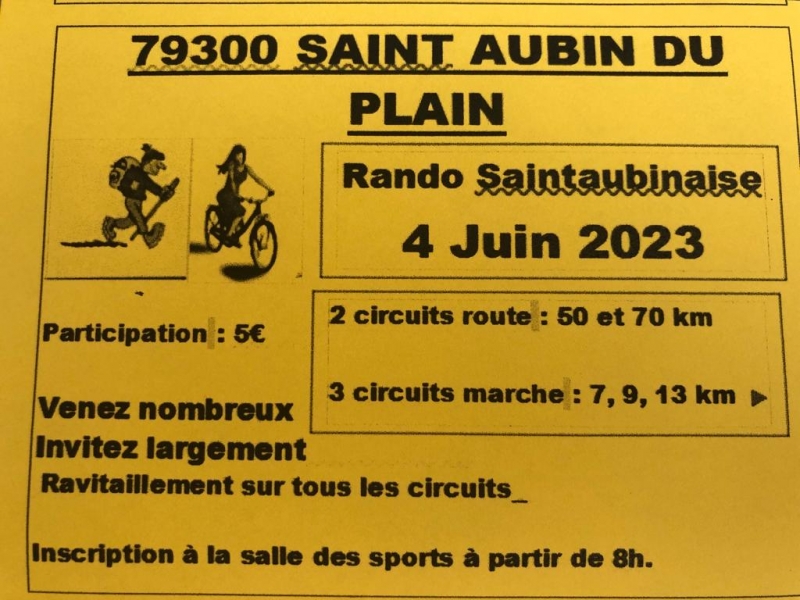 79300 SAINT AUBIN DU
PLAIN
Rando Saintaubinaise
4 Juin 2023
Participation : 5€
2 circuits route : 50 et 70 km
3 circuits marche : 7, 9, 13 km
Venez nombreux
Invitez largement
Ravitaillement sur tous les circuits_
Inscription à la salle des sports à partir de 8h.